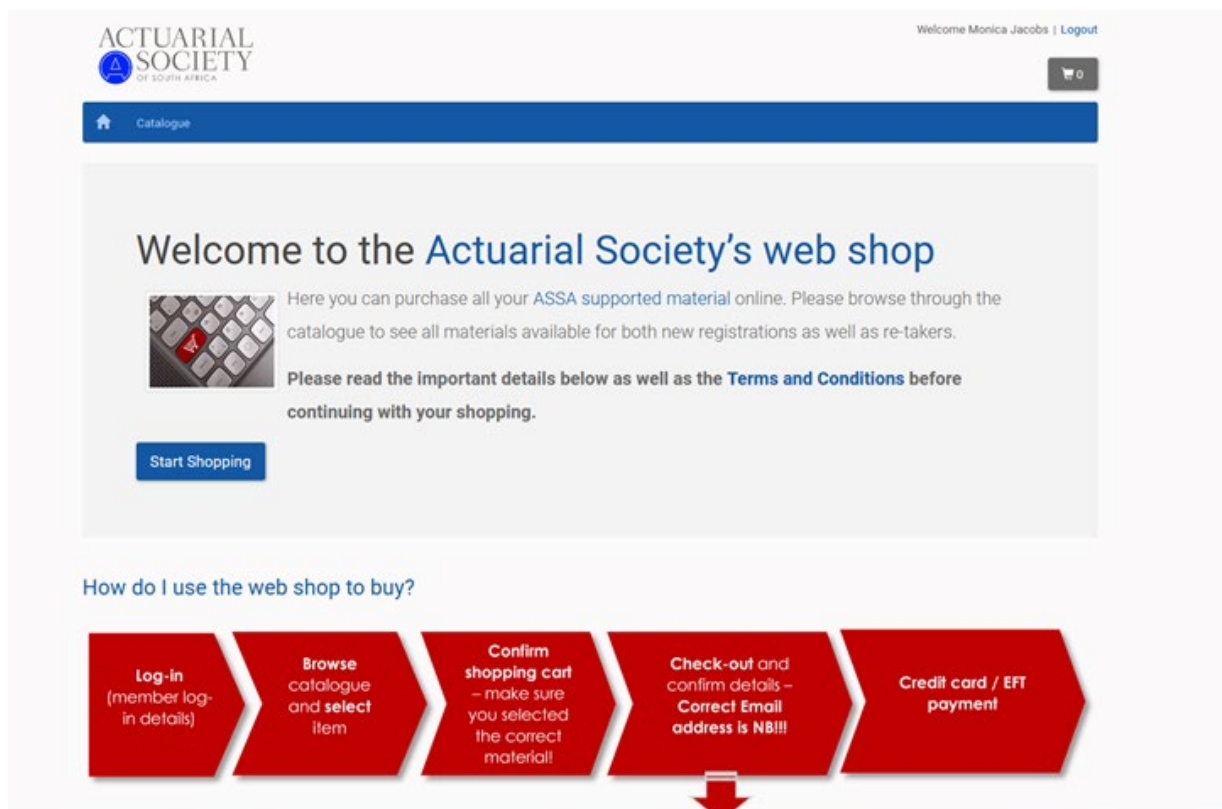 ACTUARIAL
SOCIETY
OF SOUTH AFRICA
Welcome Monica Jacobs | Logout
0
Catalogue
Welcome to the Actuarial Society's web shop
Here you can purchase all your ASSA supported material online. Please browse through the
catalogue to see all materials available for both new registrations as well as re-takers.
Please read the important details below as well as the Terms and Conditions before
continuing with your shopping.
Start Shopping
How do I use the web shop to buy?
Log-in
(member log-
in details)
Browse
catalogue
and select
item
Confirm
shopping cart
– make sure
you selected
the correct
material!
Check-out and
confirm details –
Correct Email
address is NB!!!
Credit card / EFT
payment